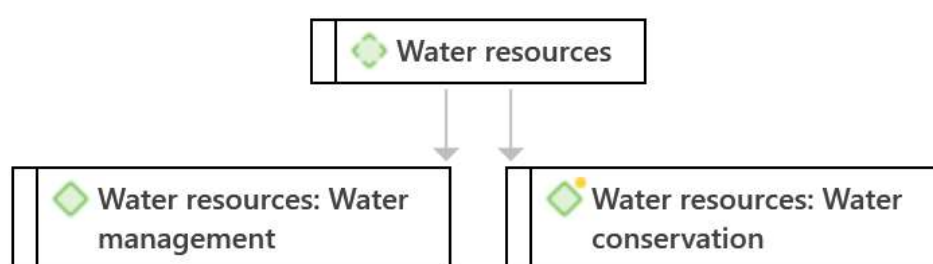 Water resources
Water resources: Water
management
Water resources: Water
conservation